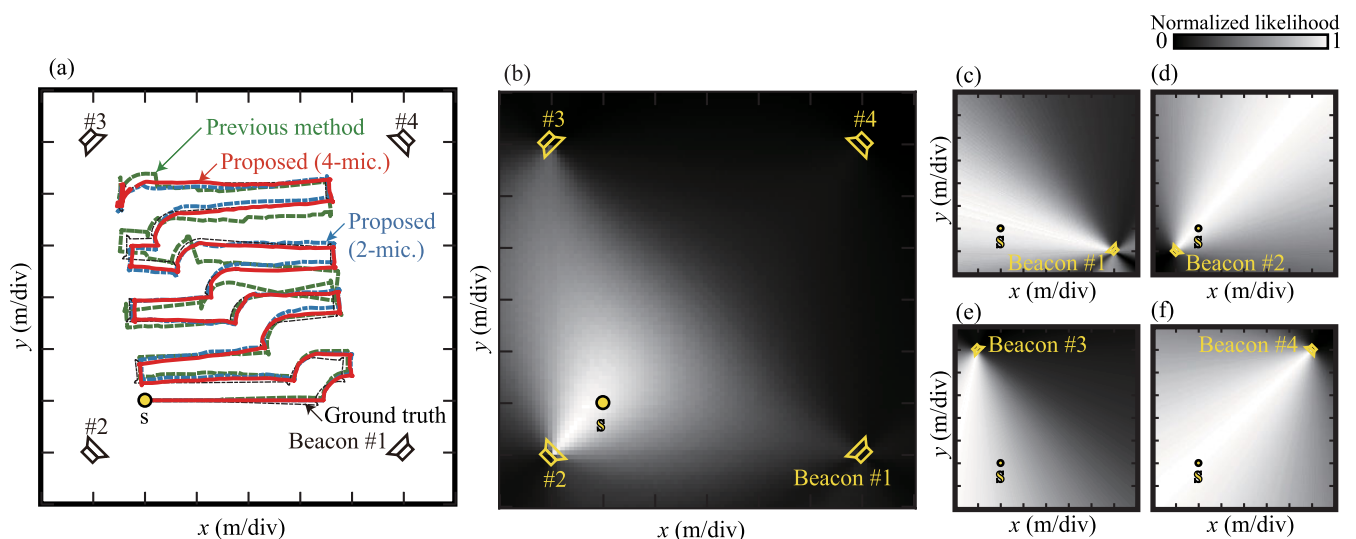 Normalized likelihood
0
1
(a)
#3
#4
Previous method
Proposed (4-mic.)
Proposed
(2-mic.)
s
Ground truth
#2
Beacon #1
y (m/div)
x (m/div)
(b)
#3
#4
s
#2
Beacon #1
y (m/div)
x (m/div)
(c)
s
Beacon #1
y (m/div)
x (m/div)
(d)
s
Beacon #2
x (m/div)
(e)
Beacon #3
s
y (m/div)
x (m/div)
(f)
Beacon #4
s
x (m/div)